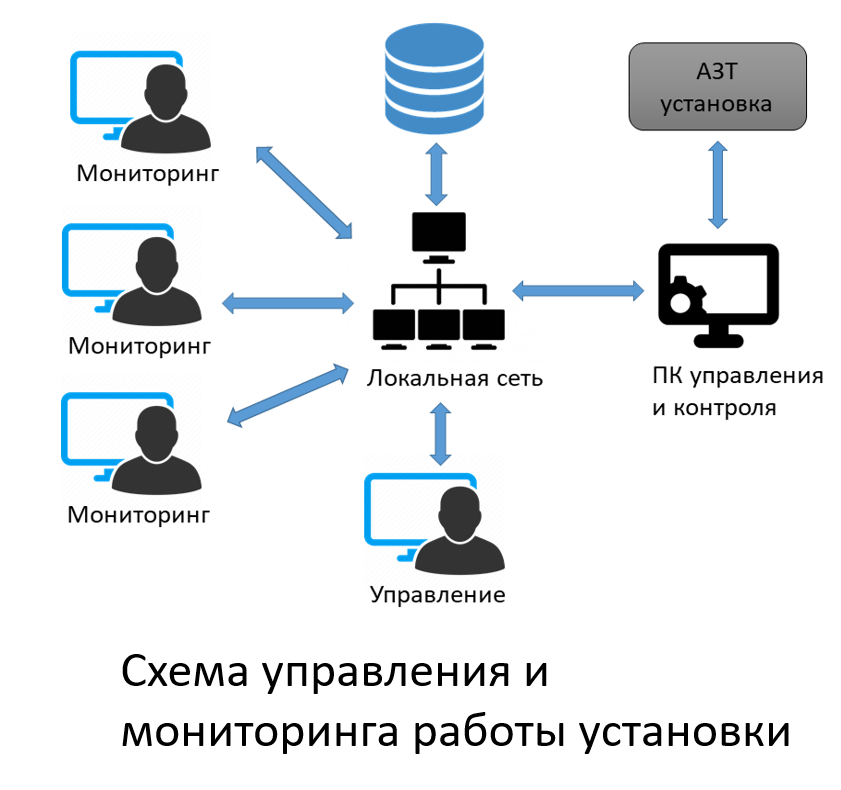 АЗТ
установка
Мониторинг
Мониторинг
Локальная сеть
ПК управления
и контроля
Мониторинг
Управление
Схема управления и
мониторинга работы установки